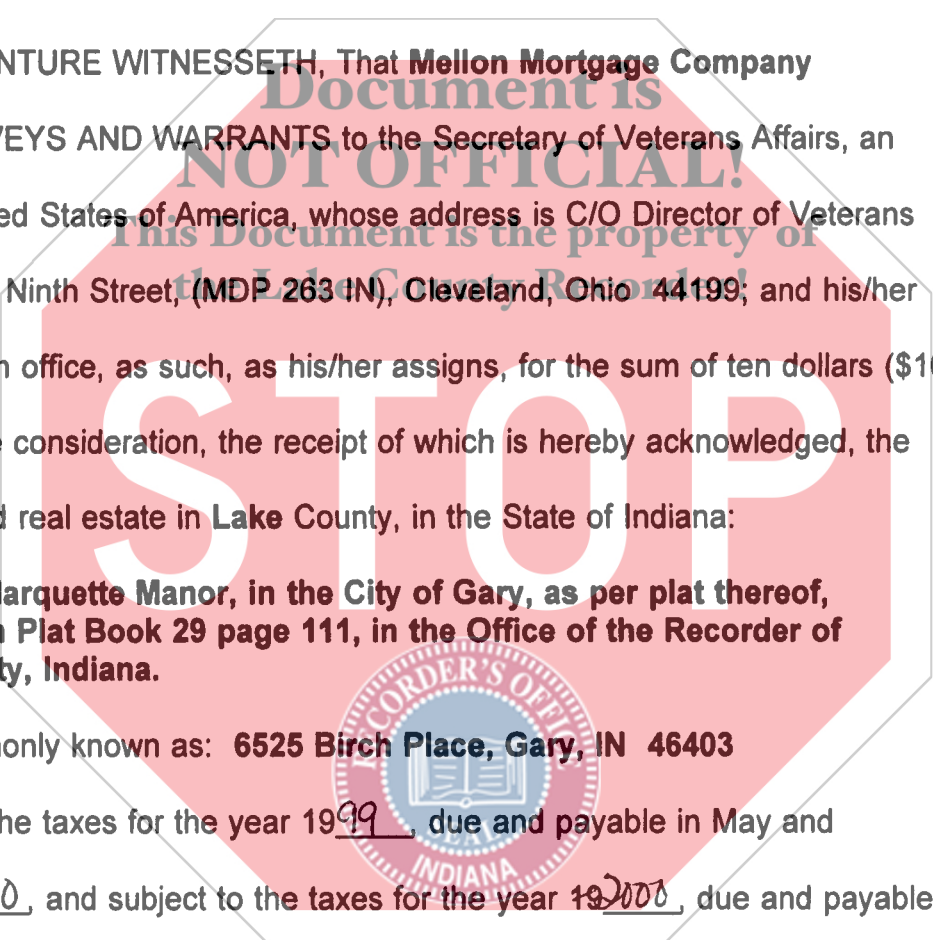 NTURE WITNESSETH, That Mellon Mortgage Company
Document is
VEYS AND WARRANTS to the Secretary of Veterans Affairs, an
NOT OFFICIAL!
ed States of America, whose address is C/O Director of Veterans
This Document is the property of
Ninth Street, (MDP 263 IN), Cleveland, Ohio 44199; and his/her
the Lake County Recorder!
n office, as such, as his/her assigns, for the sum of ten dollars ($10
STOP
e consideration, the receipt of which is hereby acknowledged, the
d real estate in Lake County, in the State of Indiana:
larquette Manor, in the City of Gary, as per plat thereof,
n Plat Book 29 page 111, in the Office of the Recorder of
ty, Indiana.
RECORDER'S OFFICE
SEAL
INDIANA
nonly known as: 6525 Birch Place, Gary, IN 46403
he taxes for the year 1999, due and payable in May and
0, and subject to the taxes for the year 19 2000, due and payable